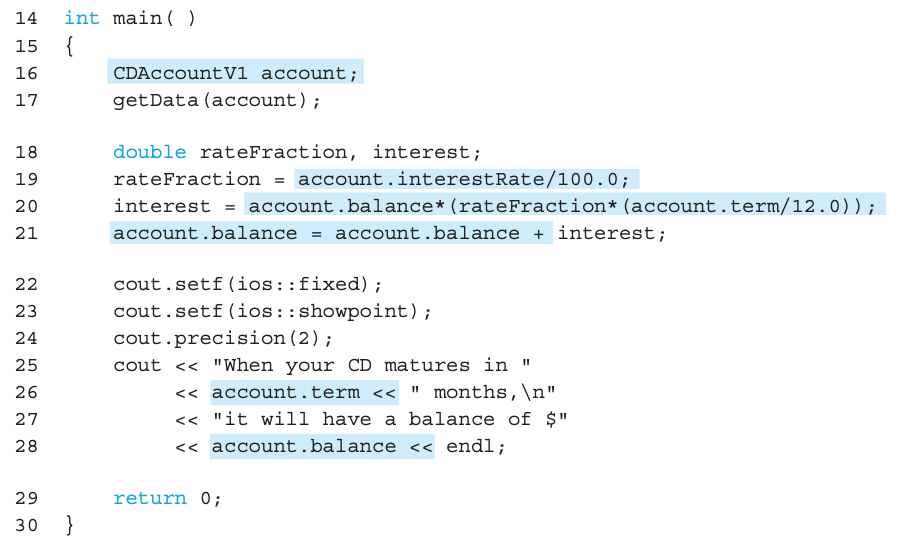 14 int main( )
15 {
16 CDAccountV1 account;
17 getData(account);
18 double rateFraction, interest;
19 rateFraction = account.interestRate/100.0;
20 interest = account.balance*(rateFraction*(account.term/12.0));
21 account.balance = account.balance + interest;
22 cout.setf(ios::fixed);
23 cout.setf(ios::showpoint);
24 cout.precision(2);
25 cout << "When your CD matures in "
26 << account.term << " months,\n"
27 << "it will have a balance of $"
28 << account.balance << endl;
29 return 0;
30 }